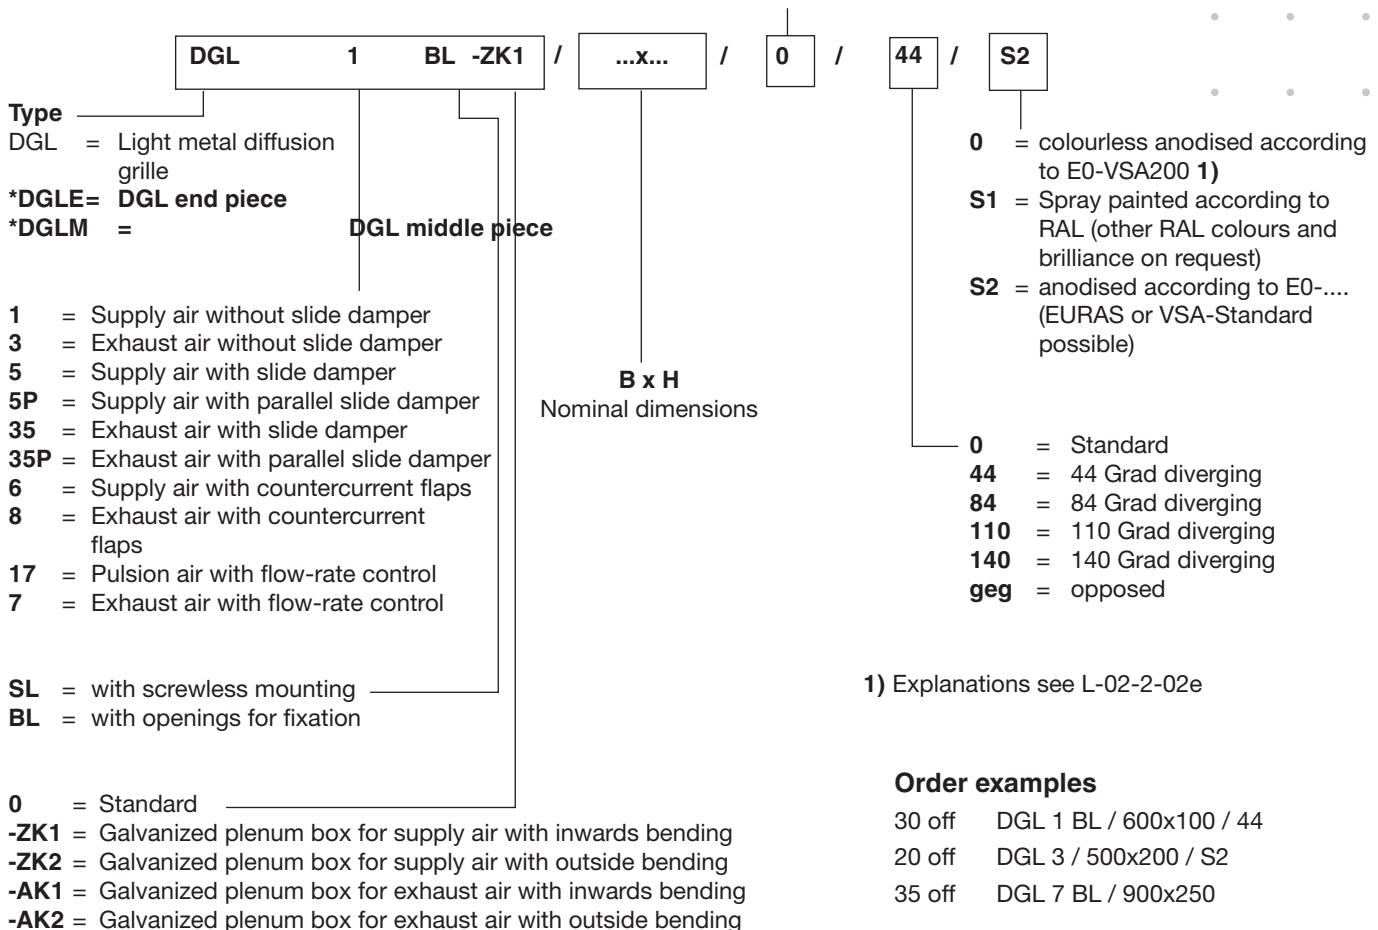 DGL 1 BL -ZK1 / ...x... / 0 / 44 / S2
Type
DGL = Light metal diffusion
grille
*DGLE= DGL end piece
*DGLM = DGL middle piece
1 = Supply air without slide damper
3 = Exhaust air without slide damper
5 = Supply air with slide damper
5P = Supply air with parallel slide damper
35 = Exhaust air with slide damper
35P = Exhaust air with parallel slide damper
6 = Supply air with countercurrent flaps
8 = Exhaust air with countercurrent
flaps
17 = Pulsion air with flow-rate control
7 = Exhaust air with flow-rate control
SL = with screwless mounting
BL = with openings for fixation
0 = Standard
-ZK1 = Galvanized plenum box for supply air with inwards bending
-ZK2 = Galvanized plenum box for supply air with outside bending
-AK1 = Galvanized plenum box for exhaust air with inwards bending
-AK2 = Galvanized plenum box for exhaust air with outside bending
B x H
Nominal dimensions
0 = colourless anodised according
to E0-VSA200 1)
S1 = Spray painted according to
RAL (other RAL colours and
brilliance on request)
S2 = anodised according to E0-....
(EURAS or VSA-Standard
possible)
0 = Standard
44 = 44 Grad diverging
84 = 84 Grad diverging
110 = 110 Grad diverging
140 = 140 Grad diverging
geg = opposed
1) Explanations see L-02-2-02e
Order examples
30 off DGL 1 BL / 600x100 / 44
20 off DGL 3 / 500x200 / S2
35 off DGL 7 BL / 900x250